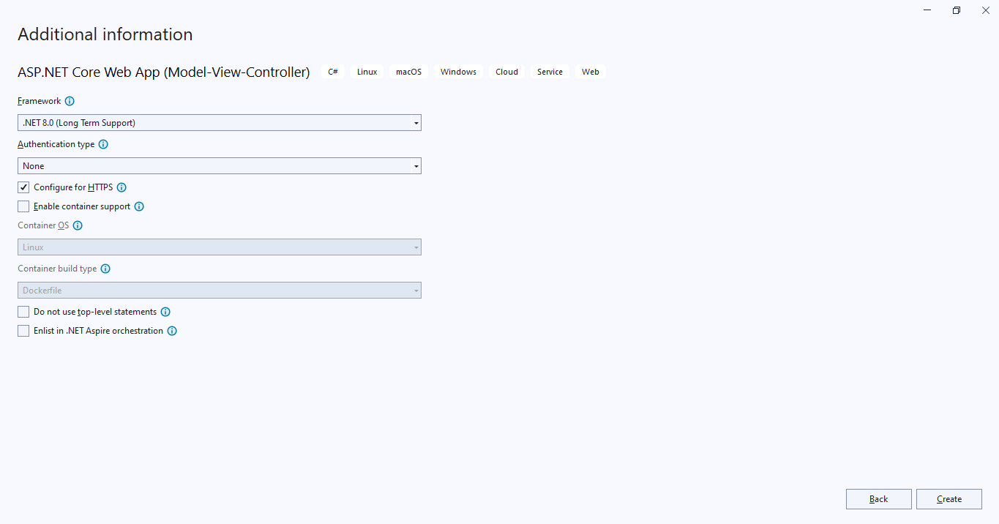 Additional information
ASP.NET Core Web App (Model-View-Controller) C# Linux macOS Windows Cloud Service Web
Framework
.NET 8.0 (Long Term Support)
Authentication type
None
Configure for HTTPS
Enable container support
Container OS
Linux
Container build type
Dockerfile
Do not use top-level statements
Enlist in .NET Aspire orchestration
Back Create